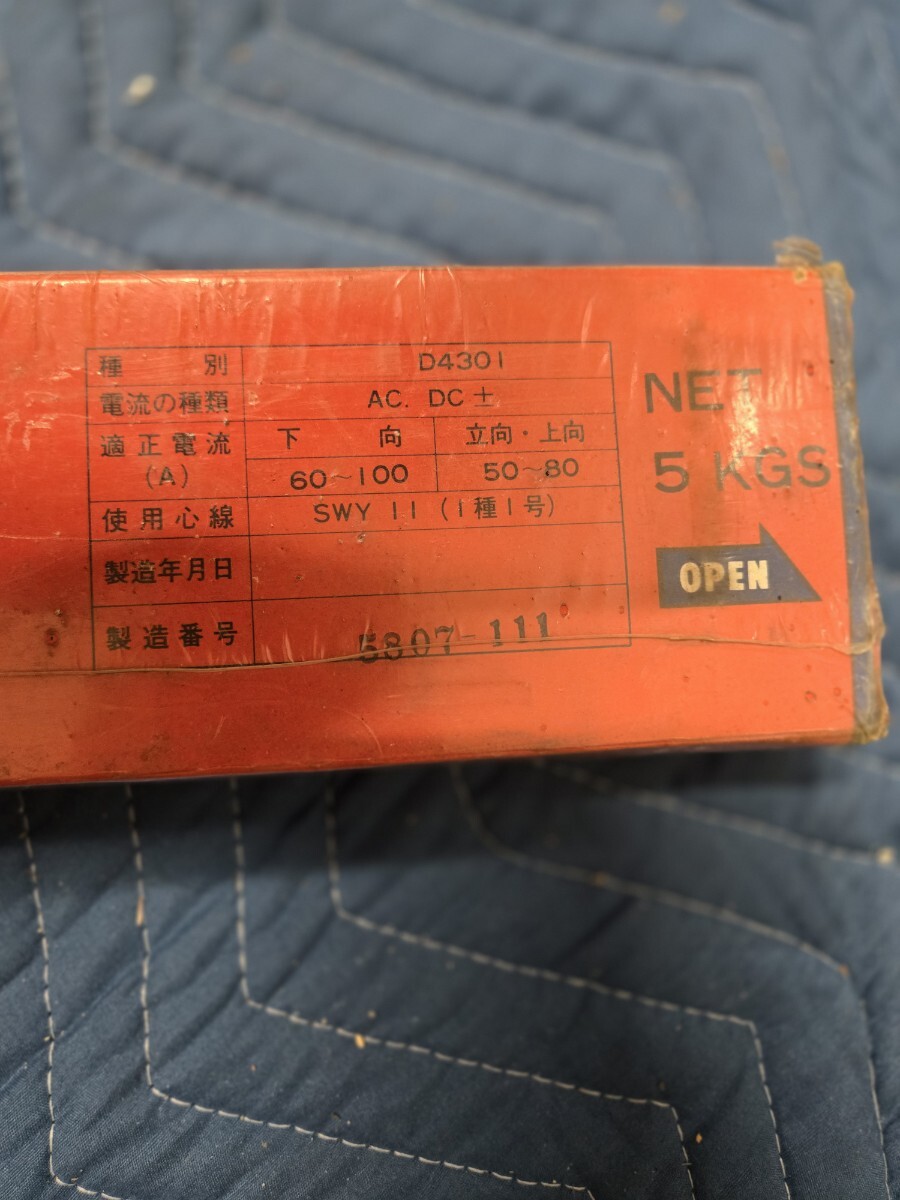 種別 D4301
電流の種類 AC. DC±
適正電流(A) 下向 立向・上向
60~100 50~80
使用心線 SWY 11 (1種1号)
製造年月日
製造番号 5807-111
NET
5 KGS
OPEN